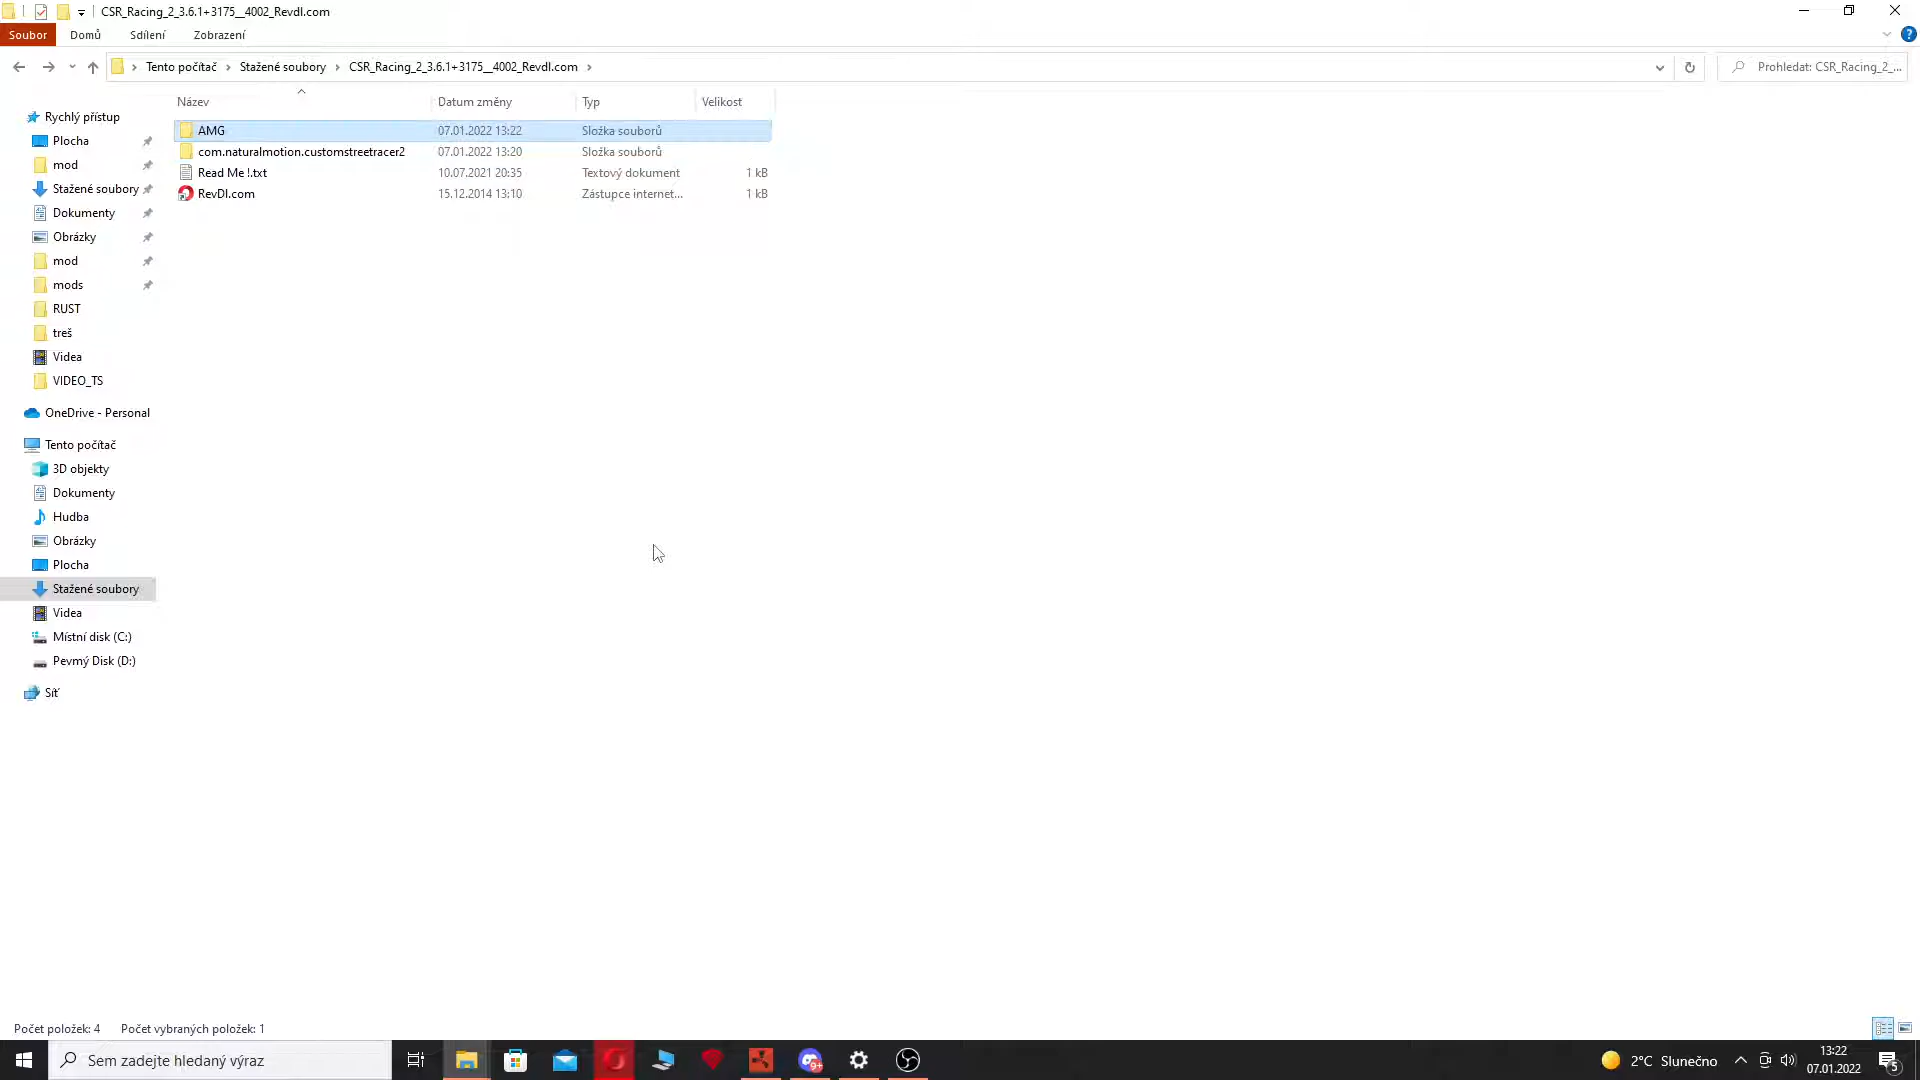 CSR_Racing_2_3.6.1+3175__4002_Revdl.com
Soubor Domů Sdílení Zobrazení
Tento počítač Stažené soubory CSR_Racing_2_3.6.1+3175__4002_Revdl.com
Prohledat: CSR_Racing_2_...
Název Datum změny Typ Velikost
AMG 07.01.2022 13:22 Složka souborů
com.naturalmotion.customstreetracer2 07.01.2022 13:20 Složka souborů
Read Me !.txt 10.07.2021 20:35 Textový dokument 1 kB
RevDl.com 15.12.2014 13:10 Zástupce internet... 1 kB
Rychlý přístup
Plocha
mod
Stažené soubory
Dokumenty
Obrázky
mod
mods
RUST
treš
Videa
VIDEO_TS
OneDrive - Personal
Tento počítač
3D objekty
Dokumenty
Hudba
Obrázky
Plocha
Stažené soubory
Videa
Místní disk (C:)
Pevmý Disk (D:)
Síť
Počet položek: 4 Počet vybraných položek: 1
Sem zadejte hledaný výraz
9+
2°C Slunečno
13:22
07.01.2022
5